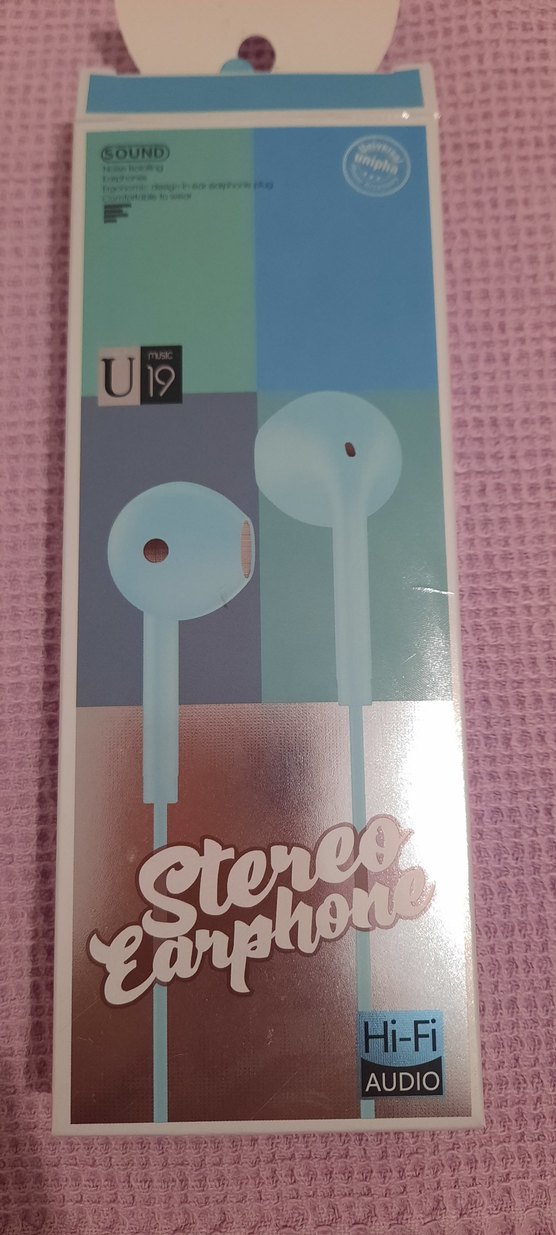 SOUND
Noise Isolating
Earphones
Ergonomic design in ear earphone plug
Comfortable to wear
Universal
unipha
U
music
19
Stereo
Earphone
Hi-Fi
AUDIO